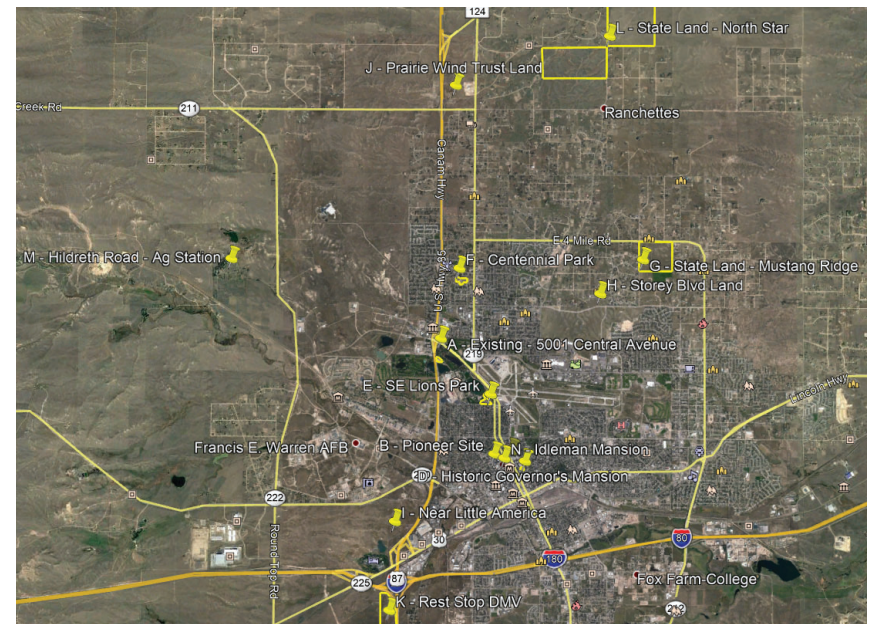 124
L - State Land - North Star
J - Prairie Wind Trust Land
Creek Rd
211
Ranchettes
Canam Hwy
E 4 Mile Rd
M - Hildreth Road - Ag Station
F - Centennial Park
G - State Land - Mustang Ridge
U.S. Hwy 85
H - Storey Blvd Land
A - Existing - 5001 Central Avenue
219
E - SE Lions Park
Lincoln Hwy
Francis E. Warren AFB
B - Pioneer Site
N - Idleman Mansion
D - Historic Governor's Mansion
222
I - Near Little America
Round Top Rd
30
80
180
225
87
Fox Farm-College
K - Rest Stop DMV
212